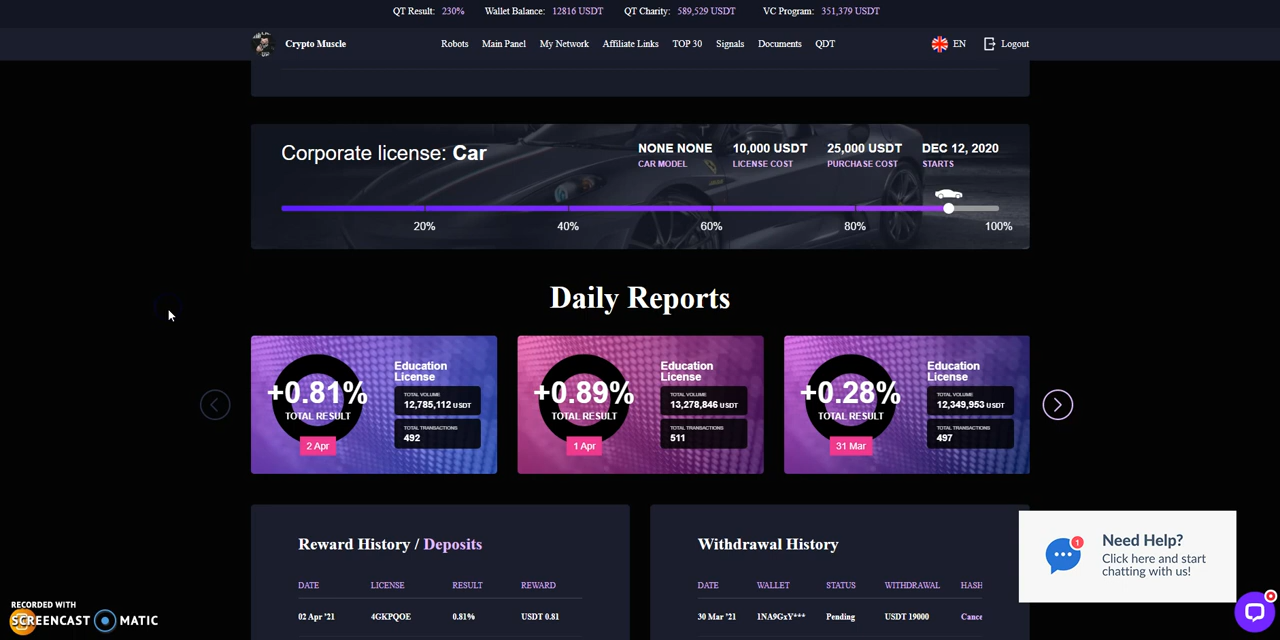 QT Result: 230% Wallet Balance: 12816 USDT QT Charity: 589,529 USDT VC Program: 351,379 USDT
Crypto Muscle Robots Main Panel My Network Affiliate Links TOP 30 Signals Documents QDT EN Logout
Corporate license: Car
NONE NONE 10,000 USDT 25,000 USDT DEC 12, 2020
CAR MODEL LICENSE COST PURCHASE COST STARTS
20% 40% 60% 80% 100%
Daily Reports
+0.81%
TOTAL RESULT
2 Apr
Education
License
TOTAL VOLUME
12,785,112 USDT
TOTAL TRANSACTIONS
492
+0.89%
TOTAL RESULT
1 Apr
Education
License
TOTAL VOLUME
13,278,846 USDT
TOTAL TRANSACTIONS
511
+0.28%
TOTAL RESULT
31 Mar
Education
License
TOTAL VOLUME
12,349,953 USDT
TOTAL TRANSACTIONS
497
Reward History / Deposits
DATE LICENSE RESULT REWARD
02 Apr '21 4GKPQOE 0.81% USDT 0.81
Withdrawal History
DATE WALLET STATUS WITHDRAWAL HASH
30 Mar '21 1NA9GxY*** Pending USDT 19000 Cance
1
Need Help?
Click here and start
chatting with us!
RECORDED WITH
SCREENCAST MATIC